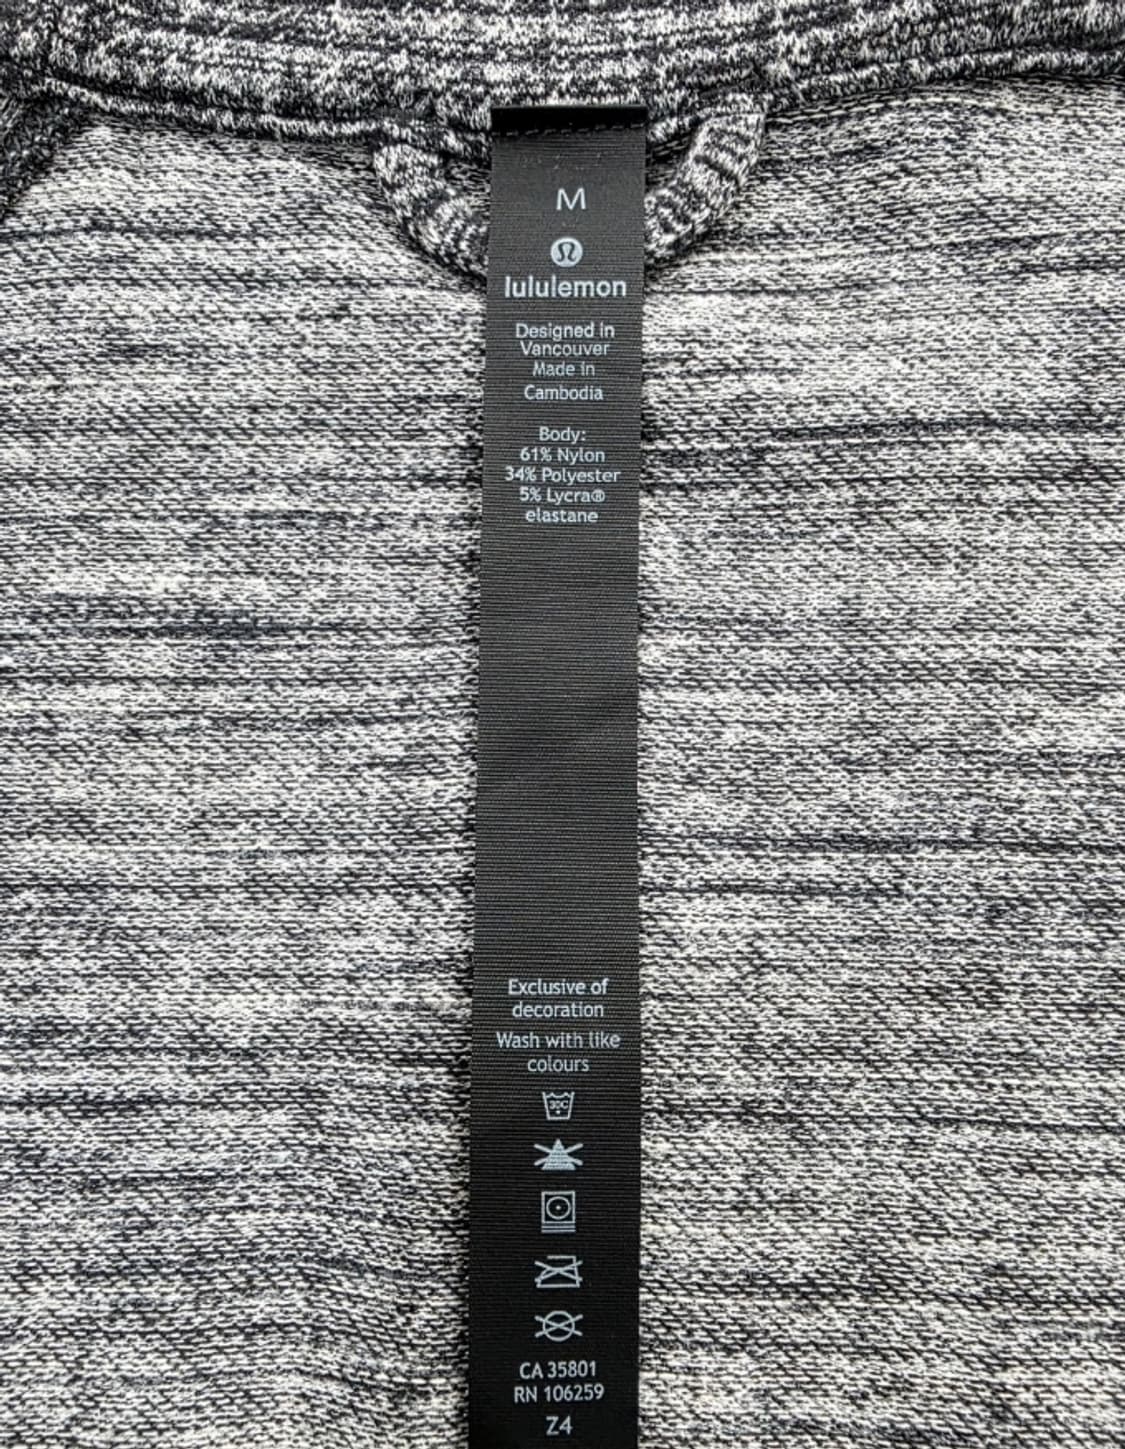 M
lululemon
Designed in
Vancouver
Made in
Cambodia
Body:
61% Nylon
34% Polyester
5% Lycra®
elastane
Exclusive of
decoration
Wash with like
colours
30C
CA 35801
RN 106259
Z4